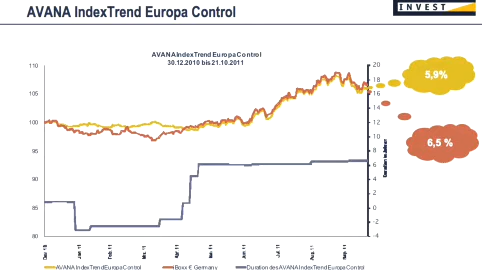 AVANA IndexTrend Europa Control
INVEST
AVANA IndexTrend Europa Control
30.12.2010 bis 21.10.2011
110
105
100
95
90
85
80
20
18
16
14
12
10
8
6
4
2
0
-2
-4
5,9%
6,5 %
Duration in Jahren
Dez. 10
Jan. 11
Feb. 11
Mrz. 11
Apr. 11
Jun. 11
Jul. 11
Aug. 11
Sep. 11
AVANA IndexTrend Europa Control
Boxx € Germany
Duration des AVANA IndexTrend Europa Control